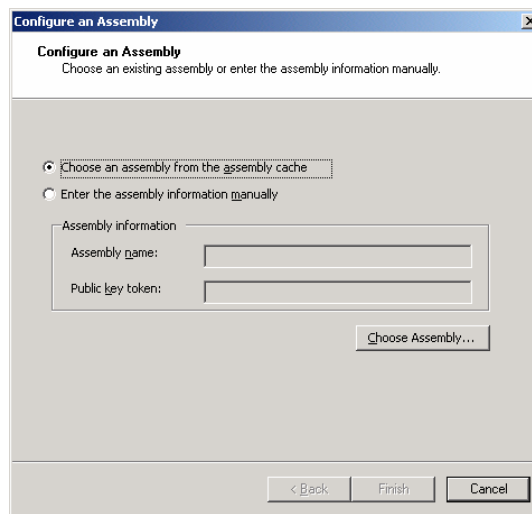 Configure an Assembly
Configure an Assembly
Choose an existing assembly or enter the assembly information manually.
Choose an assembly from the assembly cache
Enter the assembly information manually
Assembly information
Assembly name:
Public key token:
Choose Assembly...
< Back
Finish
Cancel